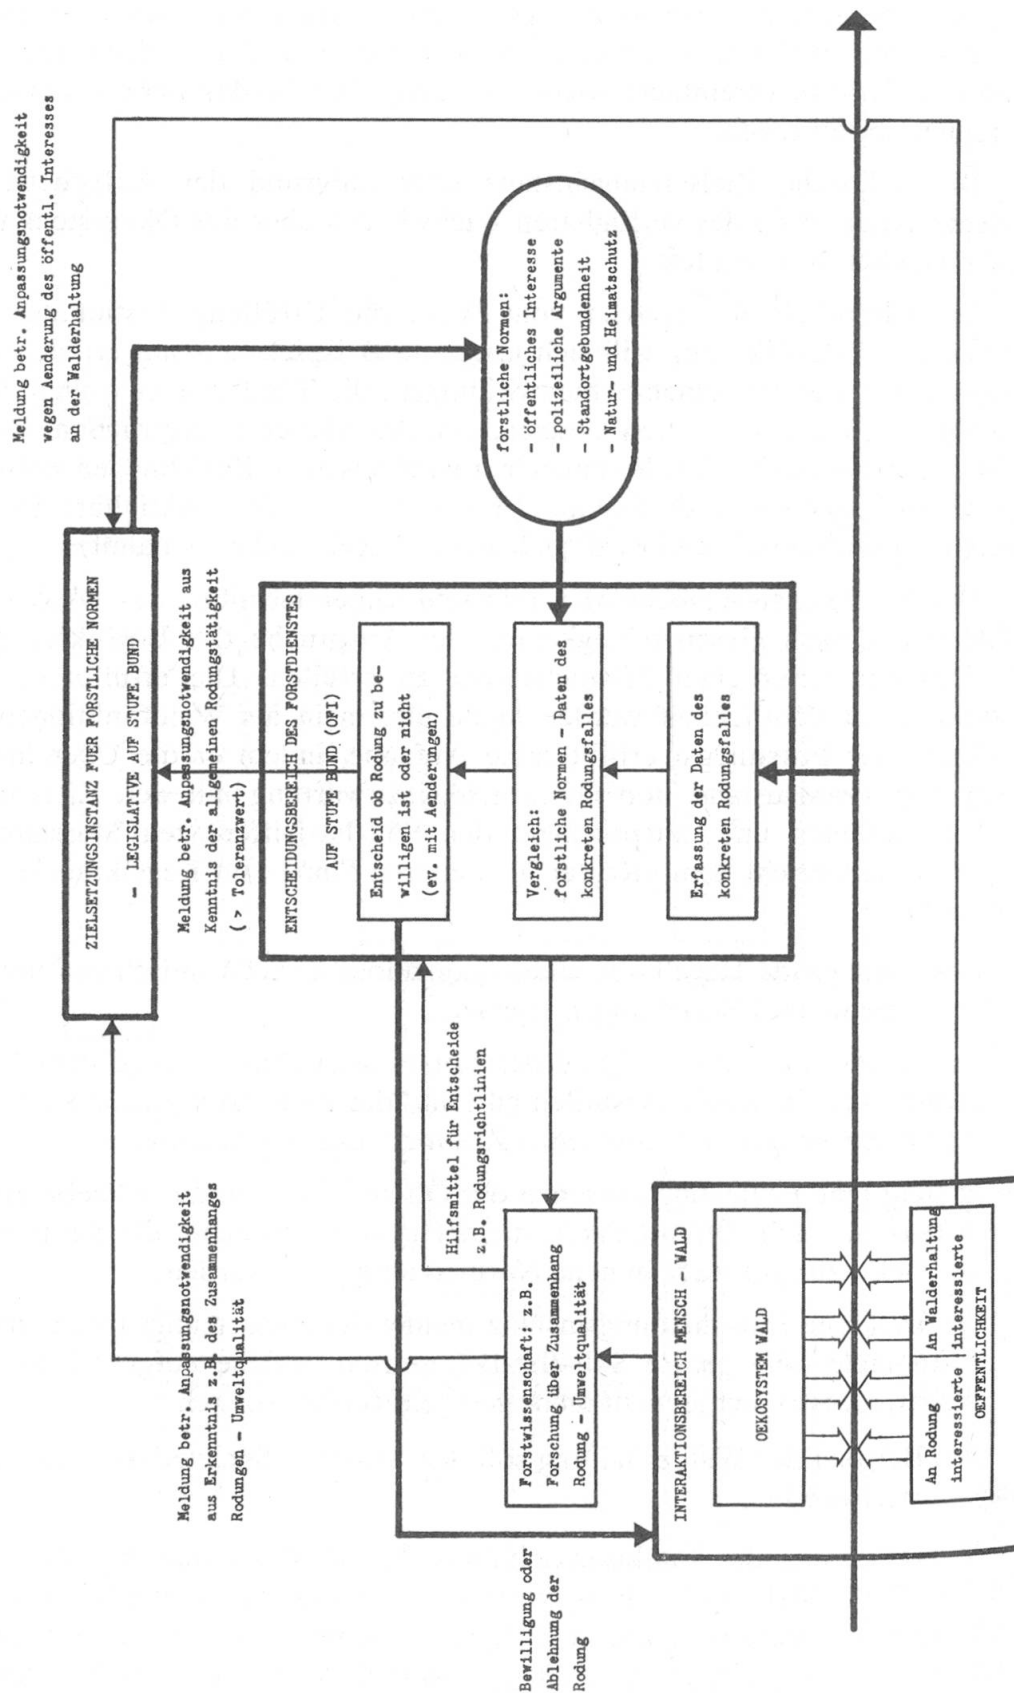 Meldung betr. Anpassungsnotwendigkeit
aus Erkenntnis z.B. des Zusammenhanges
Rodungen - Umweltqualität
ZIELSETZUNGSINSTANZ FUER FORSTLICHE NORMEN
- LEGISLATIVE AUF STUFE BUND
Meldung betr. Anpassungsnotwendigkeit
wegen Aenderung des öffentl. Interesses
an der Walderhaltung
Meldung betr. Anpassungsnotwendigkeit aus
Kenntnis der algemeinen Rodungstätigkeit
( > Toleranzwert)
ENTSCHEIDUNGSBEREICH DES FORSTDIENSTES
AUF STUFE BUND (OFI)
Entscheid ob Rodung zu be-
willigen ist oder nicht
(ev. mit Aenderungen)
Vergleich:
forstliche Normen - Daten des
konkreten Rodungsfalles
Erfassung der Daten des
konkreten Rodungsfalles
forstliche Normen:
- öffentliches Interesse
- polizeiliche Argumente
- Standortgebundenheit
- Natur- und Heimatschutz
Hilfsmittel für Entscheide
z.B. Rodungsrichtlinien
Forstwissenschaft: z.B.
Forschung über Zusammenhang
Rodung - Umweltqualität
Bewilligung oder
Ablehnung der
Rodung
INTERAKTIONSBEREICH MENSCH - WALD
OEKOSYSTEM WALD
An Rodung
interessierte
An Walderhaltung
interessierte
OEFFENTLICHKEIT